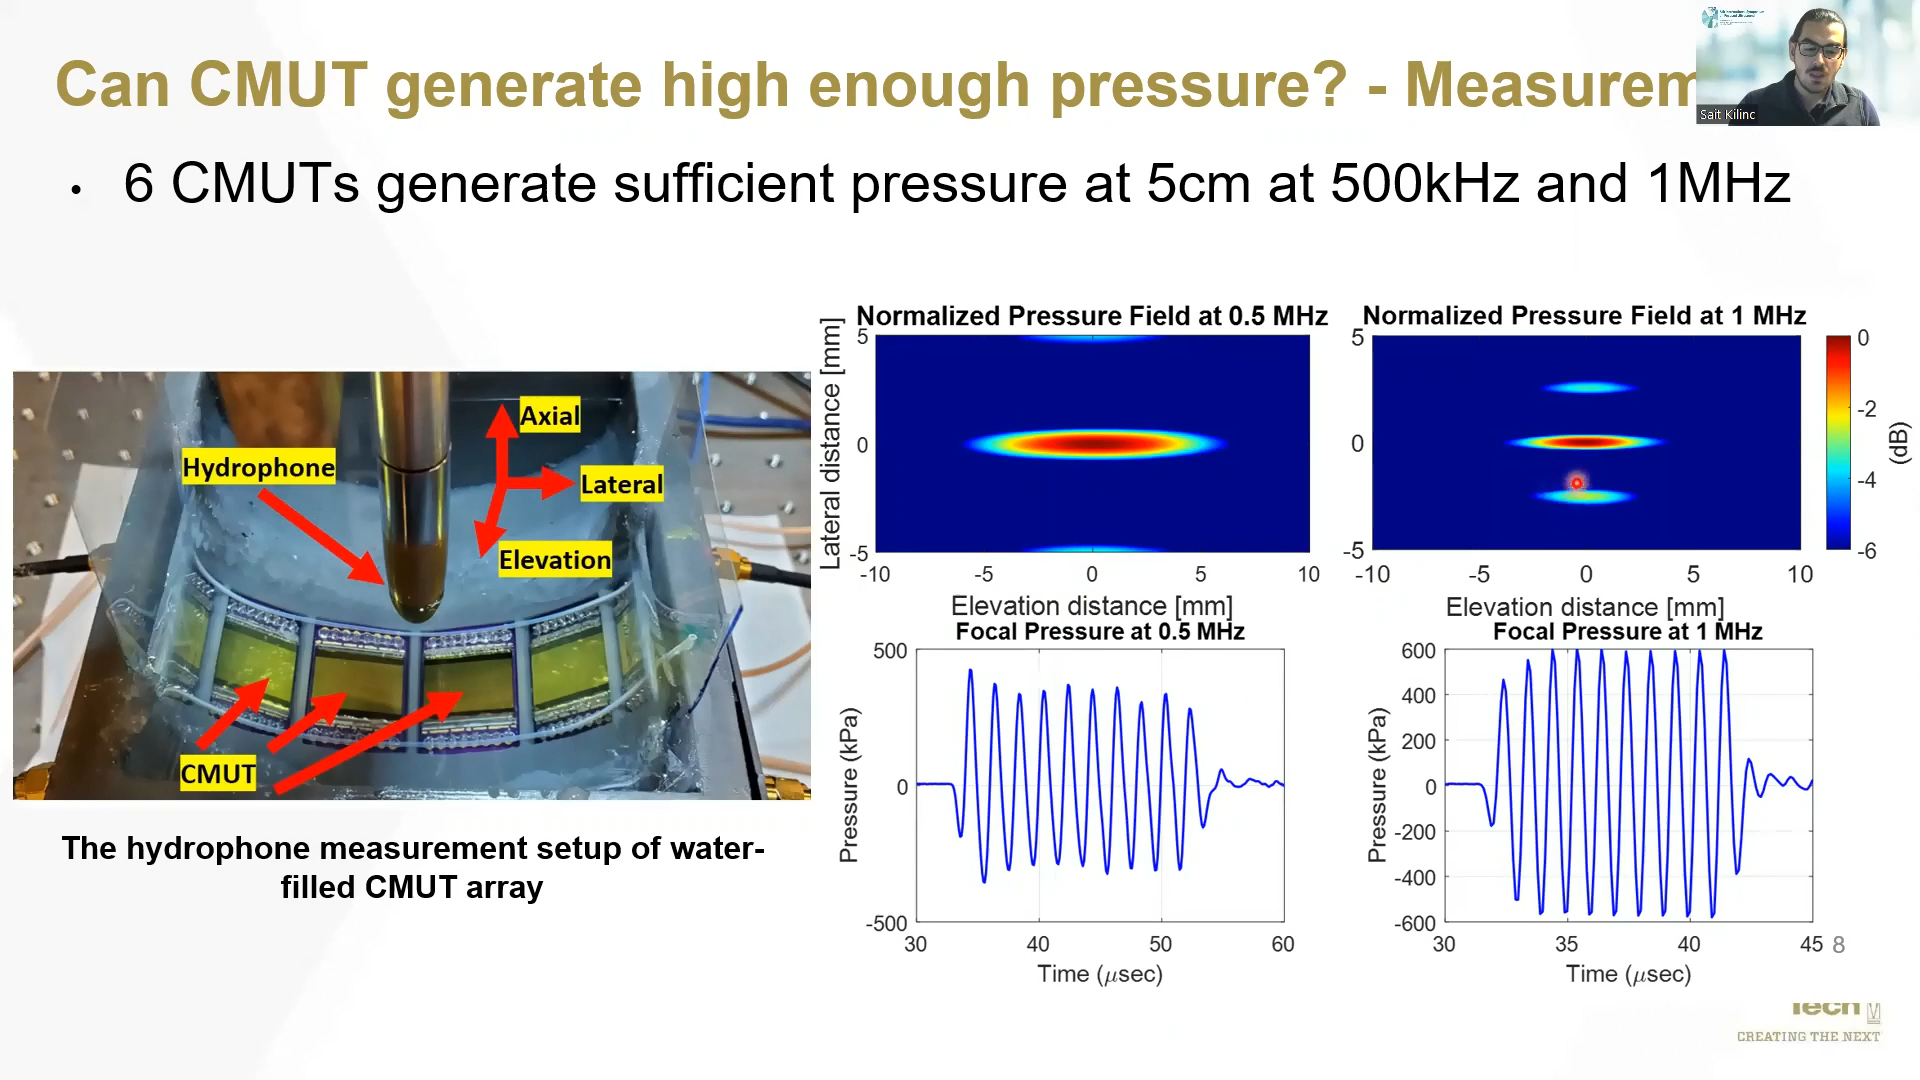 Can CMUT generate high enough pressure? - Measurem
Sait Kilinc
• 6 CMUTs generate sufficient pressure at 5cm at 500kHz and 1MHz
Axial
Hydrophone
Lateral
Elevation
CMUT
The hydrophone measurement setup of water-
filled CMUT array
Normalized Pressure Field at 0.5 MHz
Lateral distance [mm]
5
0
-5
-10 -5 0 5 10
Elevation distance [mm]
Normalized Pressure Field at 1 MHz
5
0
-5
-10 -5 0 5 10
Elevation distance [mm]
0
-2
-4
-6
(dB)
Focal Pressure at 0.5 MHz
Pressure (kPa)
500
0
-500
30 40 50 60
Time (μsec)
Focal Pressure at 1 MHz
Pressure (kPa)
600
400
200
0
-200
-400
-600
30 35 40 45
Time (μsec)
8
Tech
CREATING THE NEXT